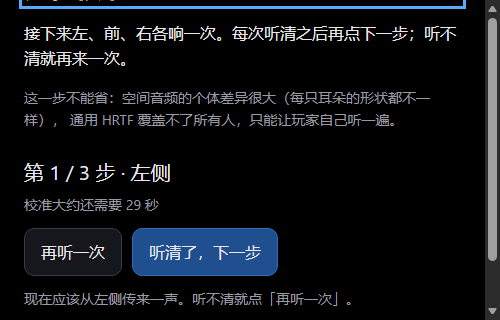 接下来左、前、右各响一次。每次听清之后再点下一步；听不
清就再来一次。
这一步不能省：空间音频的个体差异很大（每只耳朵的形状都不一
样），通用 HRTF 覆盖不了所有人，只能让玩家自己听一遍。
第 1 / 3 步 · 左侧
校准大约还需要 29 秒
再听一次
听清了，下一步
现在应该从左侧传来一声。听不清就点「再听一次」。